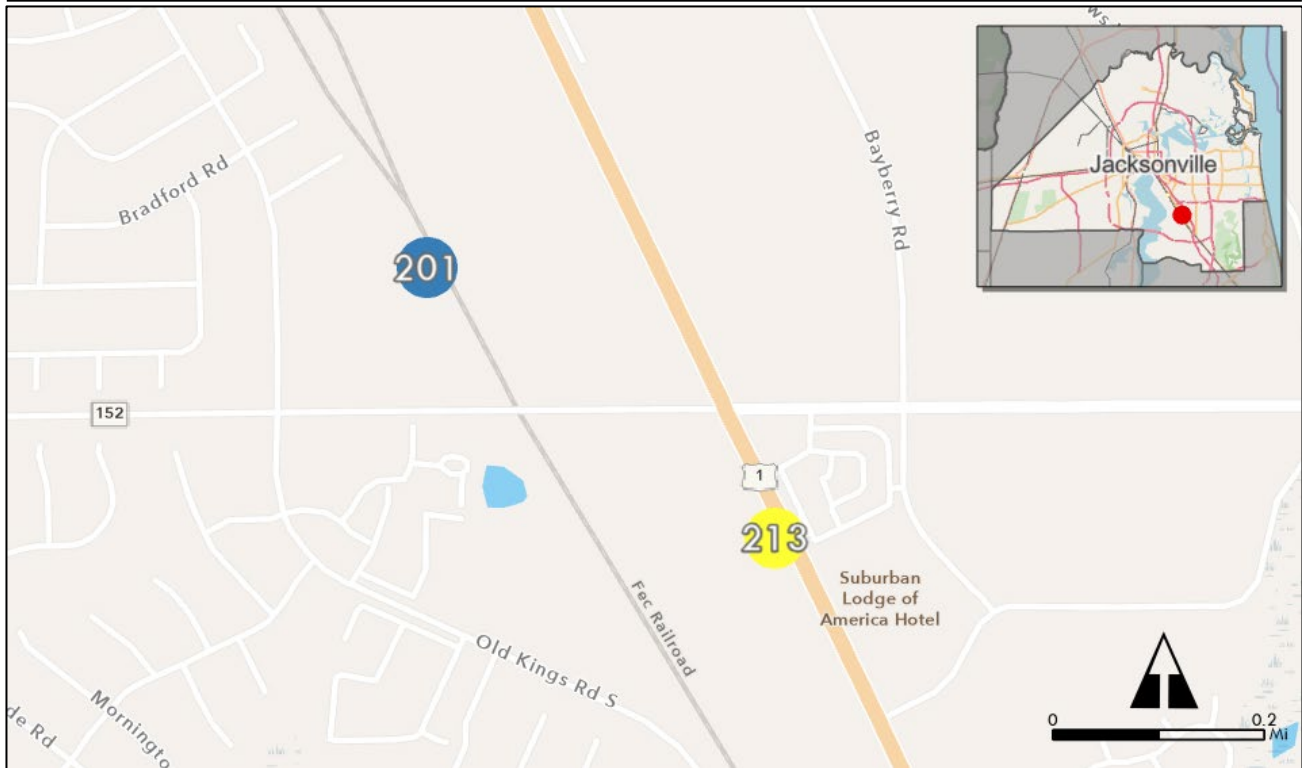 Jacksonville
Bayberry Rd
Bradford Rd
201
152
1
213
Suburban
Lodge of
America Hotel
Fec Railroad
Old Kings Rd S
Morningto
de Rd
0
0.2
Mi